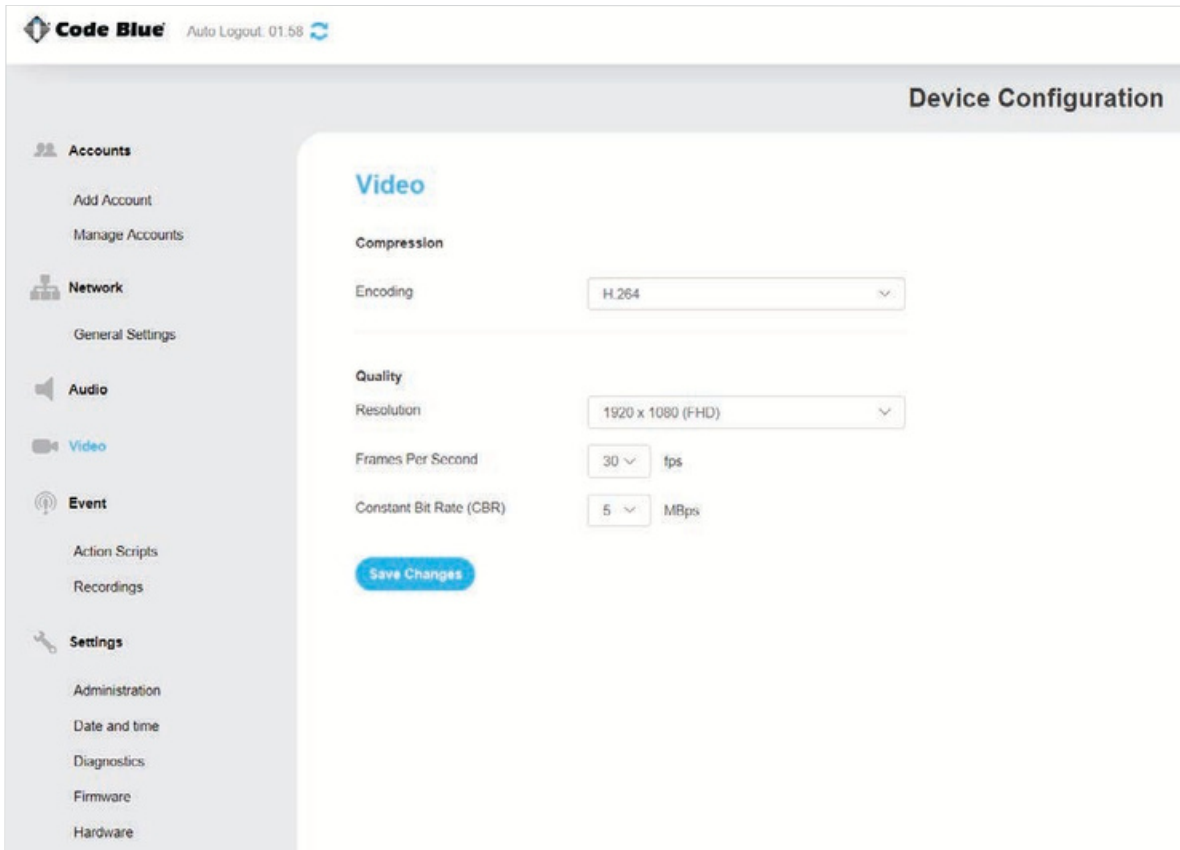 Code Blue Auto Logout: 01:58
Device Configuration
Accounts
Add Account
Manage Accounts
Network
General Settings
Audio
Video
Event
Action Scripts
Recordings
Settings
Administration
Date and time
Diagnostics
Firmware
Hardware
Video
Compression
Encoding H.264
Quality
Resolution 1920 x 1080 (FHD)
Frames Per Second 30 fps
Constant Bit Rate (CBR) 5 MBps
Save Changes